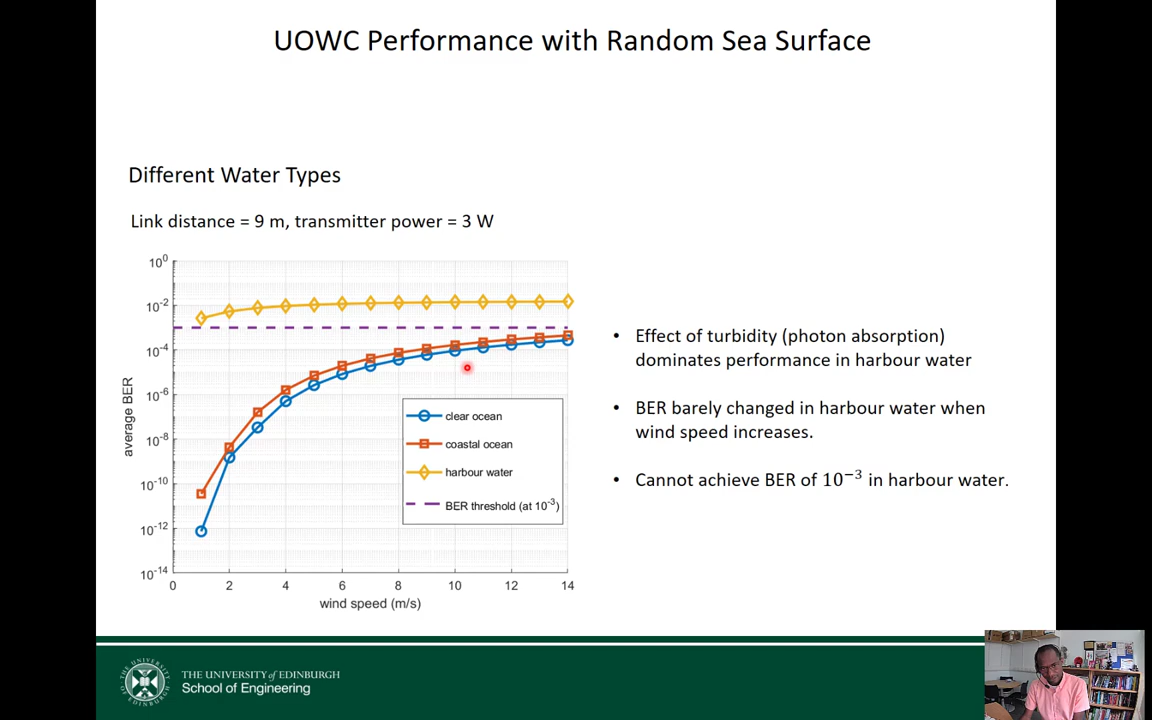 UOWC Performance with Random Sea Surface
Different Water Types
Link distance = 9 m, transmitter power = 3 W
10^0
10^-2
10^-4
10^-6
10^-8
10^-10
10^-12
10^-14
average BER
0 2 4 6 8 10 12 14
wind speed (m/s)
clear ocean
coastal ocean
harbour water
BER threshold (at 10^-3)
• Effect of turbidity (photon absorption)
dominates performance in harbour water
• BER barely changed in harbour water when
wind speed increases.
• Cannot achieve BER of 10^−3 in harbour water.
THE UNIVERSITY of EDINBURGH
School of Engineering